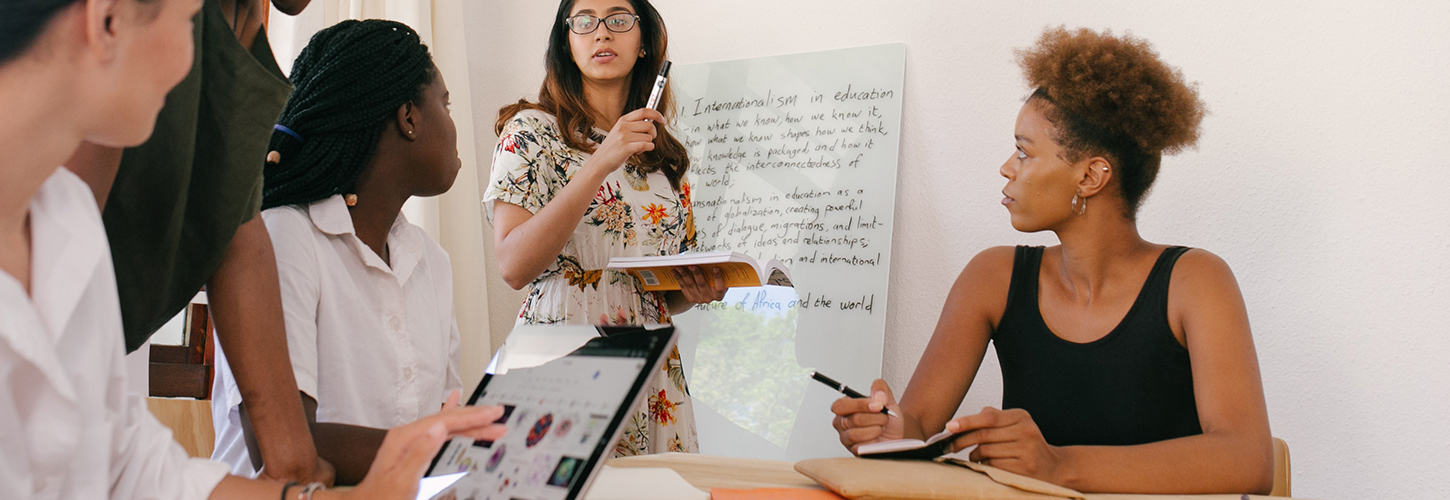 1. Internationalism in education
- in what we know, how we know it,
how what we know shapes how we think,
knowledge is packaged, and how it
the interconnectedness of
world;
in education as a
of globalization, creating powerful
of dialogue, migrations, and limit-
of ideas and relationships;
and international
of Africa and the world